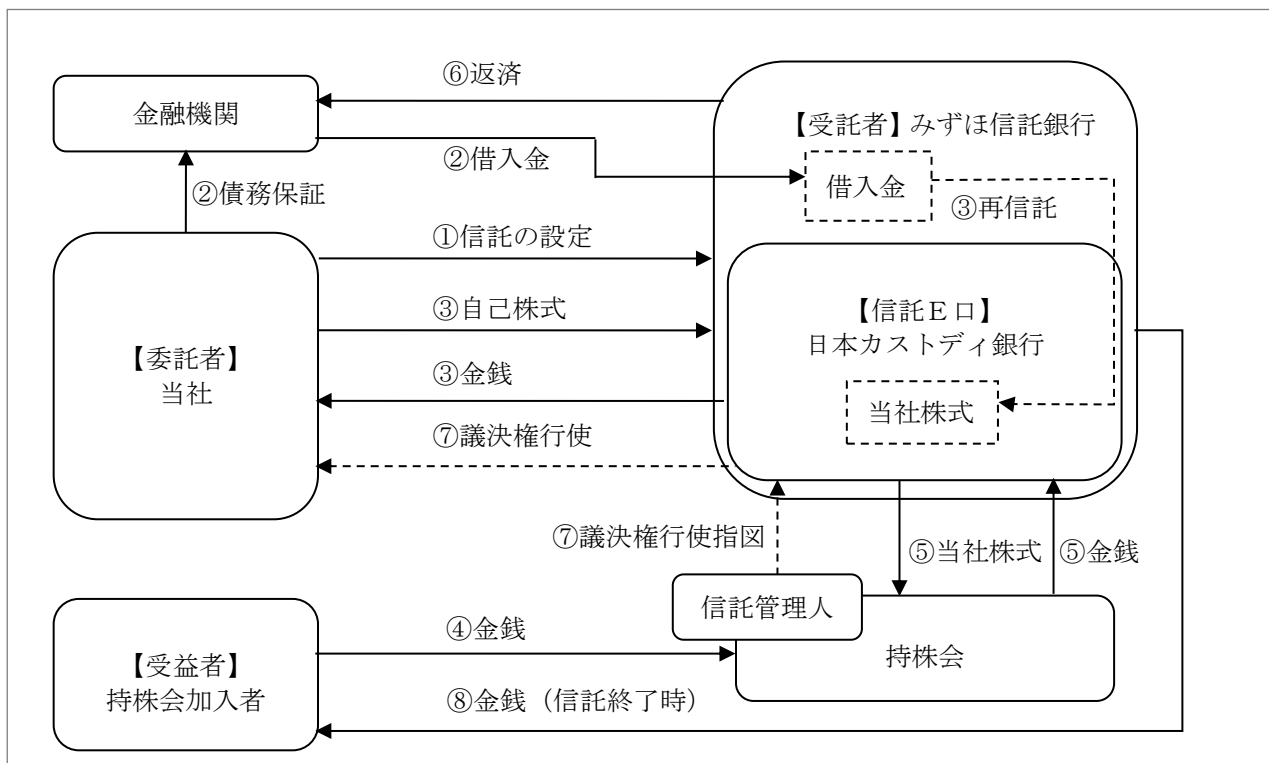 ⑥返済
金融機関
【受託者】みずほ信託銀行
②借入金
借入金
②債務保証
③再信託
①信託の設定
③自己株式
【信託E口】
日本カストディ銀行
【委託者】
当社
③金銭
当社株式
⑦議決権行使
⑦議決権行使指図
⑤当社株式
⑤金銭
信託管理人
④金銭
持株会
【受益者】
持株会加入者
⑧金銭（信託終了時）